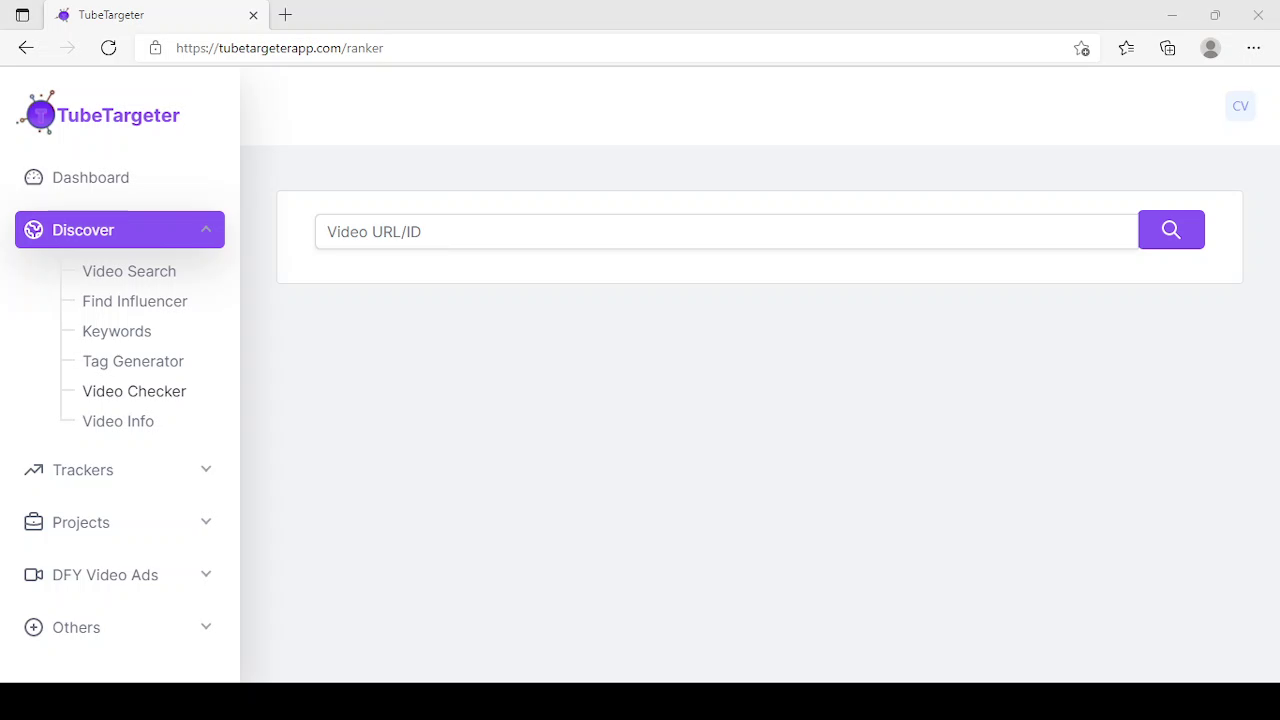 TubeTargeter
https://tubetargeterapp.com/ranker
TubeTargeter
CV
Dashboard
Discover
Video URL/ID
Video Search
Find Influencer
Keywords
Tag Generator
Video Checker
Video Info
Trackers
Projects
DFY Video Ads
Others